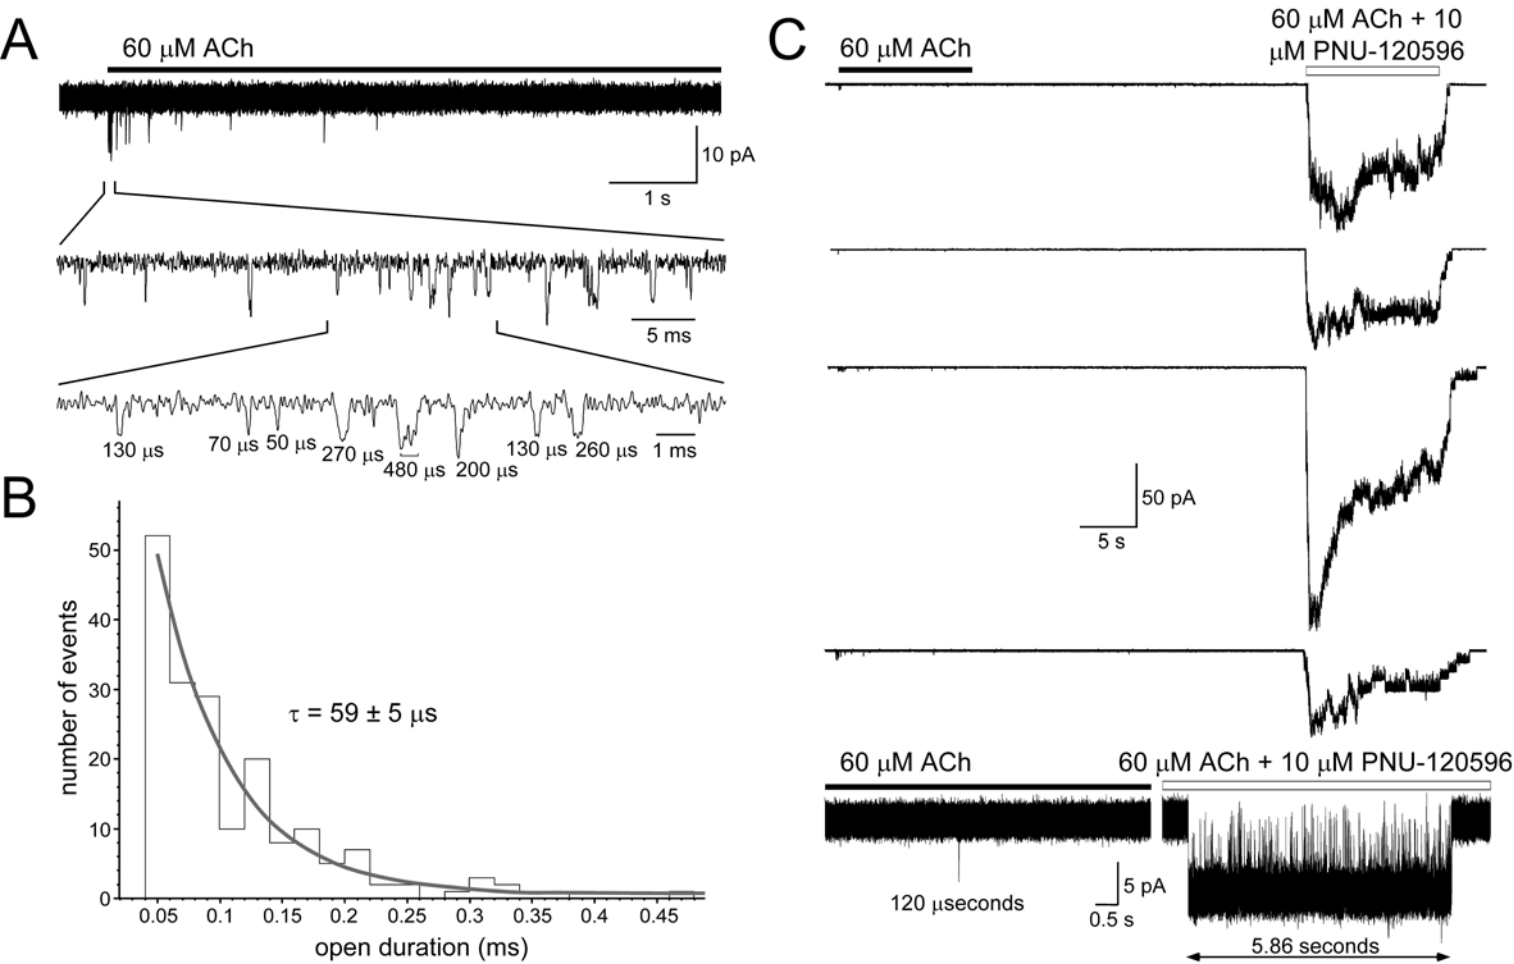 A
60 μM ACh
10 pA
1 s
5 ms
130 μs
70 μs
50 μs
270 μs
480 μs
200 μs
130 μs
260 μs
1 ms
B
number of events
50
40
30
20
10
0
τ = 59 ± 5 μs
0.05
0.1
0.15
0.2
0.25
0.3
0.35
0.4
0.45
open duration (ms)
C
60 μM ACh
60 μM ACh + 10
μM PNU-120596
50 pA
5 s
60 μM ACh
60 μM ACh + 10 μM PNU-120596
120 μseconds
5 pA
0.5 s
5.86 seconds